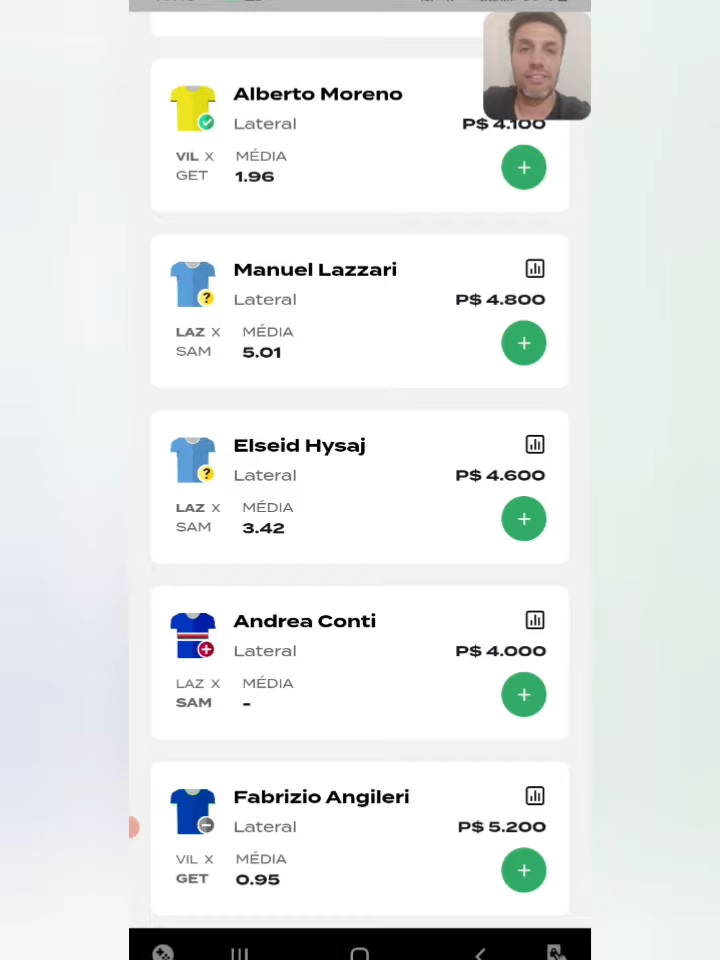 Alberto Moreno
Lateral
P$ 4.100
VIL X
MÉDIA
GET
1.96
Manuel Lazzari
Lateral
P$ 4.800
LAZ X
MÉDIA
SAM
5.01
?
Elseid Hysaj
Lateral
P$ 4.600
LAZ X
MÉDIA
SAM
3.42
?
Andrea Conti
Lateral
P$ 4.000
LAZ X
MÉDIA
SAM
-
Fabrizio Angileri
Lateral
P$ 5.200
VIL X
MÉDIA
GET
0.95